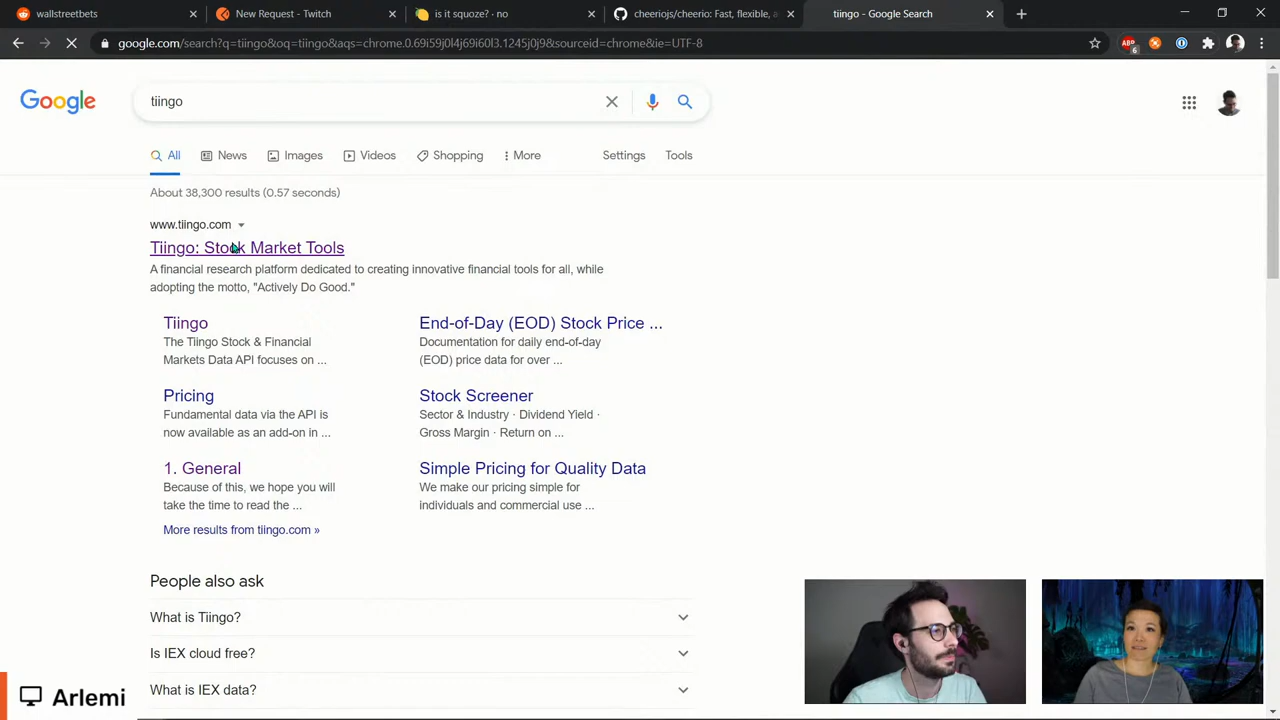 wallstreetbets
New Request - Twitch
is it squoze? - no
cheeriojs/cheerio: Fast, flexible, a
tiingo - Google Search
google.com/search?q=tiingo&oq=tiingo&aqs=chrome.0.69i59j0l4j69i60l3.1245j0j9&sourceid=chrome&ie=UTF-8
ABP
6
Google
tiingo
All
News
Images
Videos
Shopping
More
Settings
Tools
About 38,300 results (0.57 seconds)
www.tiingo.com
Tiingo: Stock Market Tools
A financial research platform dedicated to creating innovative financial tools for all, while
adopting the motto, "Actively Do Good."
Tiingo
The Tiingo Stock & Financial
Markets Data API focuses on ...
End-of-Day (EOD) Stock Price ...
Documentation for daily end-of-day
(EOD) price data for over ...
Pricing
Fundamental data via the API is
now available as an add-on in ...
Stock Screener
Sector & Industry · Dividend Yield ·
Gross Margin · Return on ...
1. General
Because of this, we hope you will
take the time to read the ...
Simple Pricing for Quality Data
We make our pricing simple for
individuals and commercial use ...
More results from tiingo.com »
People also ask
What is Tiingo?
Is IEX cloud free?
What is IEX data?
Arlemi